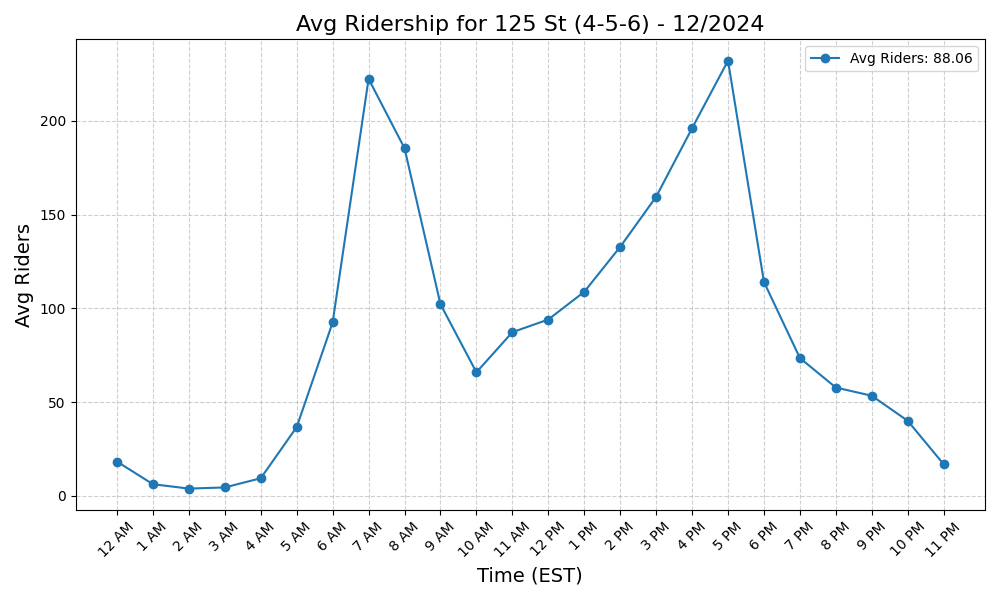 Avg Ridership for 125 St (4-5-6) - 12/2024
Avg Riders: 88.06
Avg Riders
200
150
100
50
0
12 AM
1 AM
2 AM
3 AM
4 AM
5 AM
6 AM
7 AM
8 AM
9 AM
10 AM
11 AM
12 PM
1 PM
2 PM
3 PM
4 PM
5 PM
6 PM
7 PM
8 PM
9 PM
10 PM
11 PM
Time (EST)